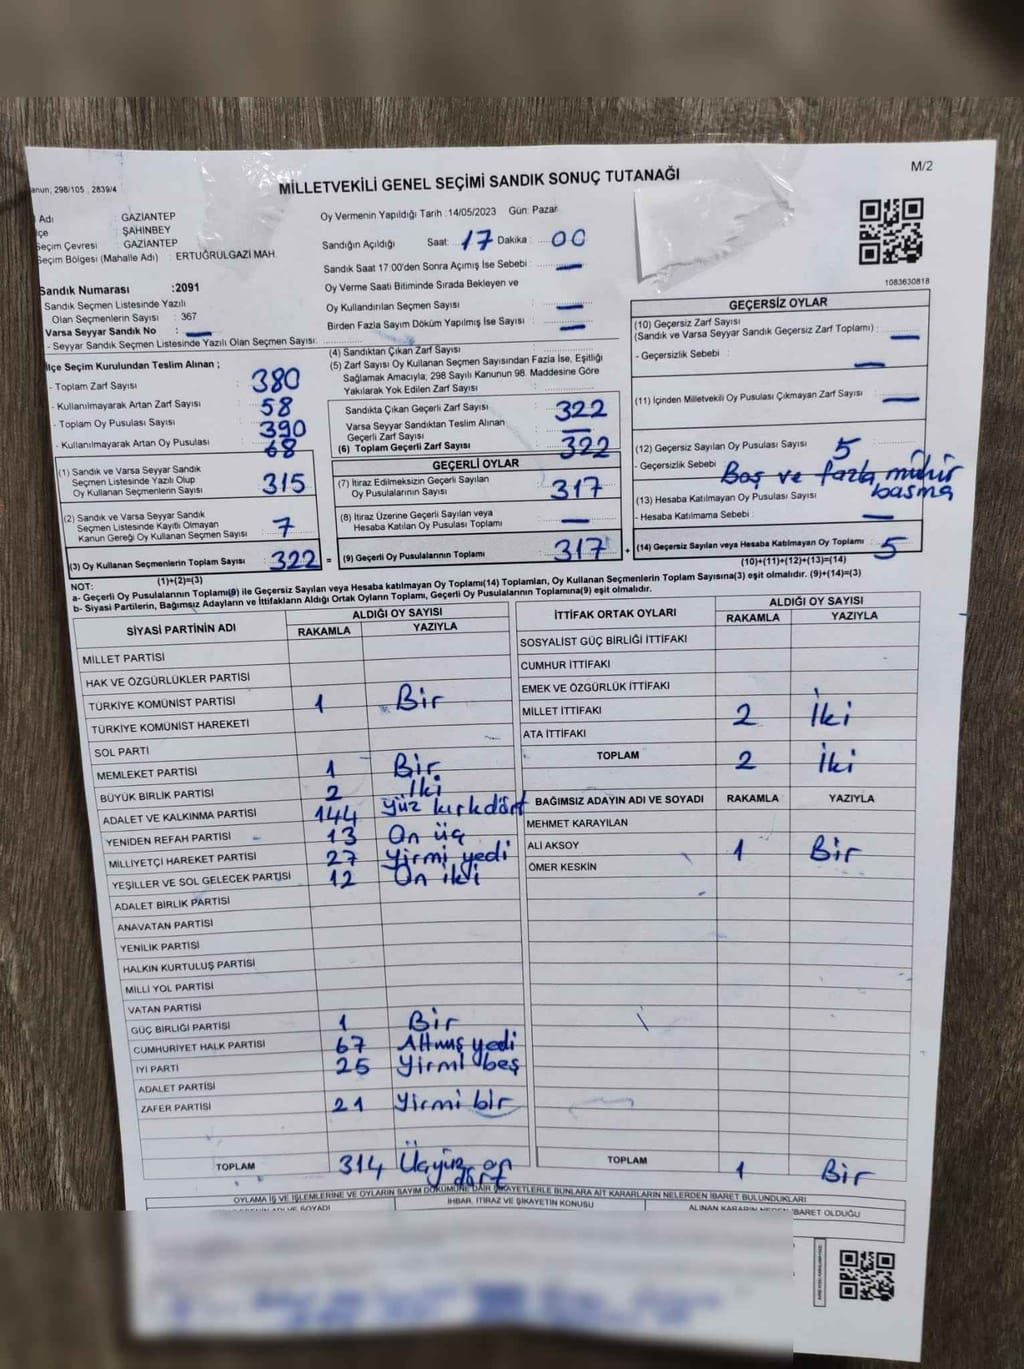 M/2
anun, 298/105 2839/4
MİLLETVEKİLİ GENEL SEÇİMİ SANDIK SONUÇ TUTANAĞI
Adı : GAZİANTEP
çe : ŞAHİNBEY
Seçim Çevresi : GAZİANTEP
Seçim Bölgesi (Mahalle Adı) : ERTUĞRULGAZİ MAH.
Sandık Numarası :2091
Sandık Seçmen Listesinde Yazılı
Olan Seçmenlerin Sayısı : 367
Varsa Seyyar Sandık No : —
- Seyyar Sandık Seçmen Listesinde Yazılı Olan Seçmen Sayısı:
Oy Vermenin Yapıldığı Tarih :14/05/2023 Gün: Pazar
Sandığın Açıldığı Saat: 17 Dakika : 00
Sandık Saat 17:00'den Sonra Açımış İse Sebebi : —
Oy Verme Saati Bitiminde Sırada Bekleyen ve
Oy Kullandırılan Seçmen Sayısı : —
Birden Fazla Sayım Döküm Yapılmış İse Sayısı : —
1083630818
İlçe Seçim Kurulundan Teslim Alınan ;
- Toplam Zarf Sayısı : 380
- Kullanılmayarak Artan Zarf Sayısı : 58
- Toplam Oy Pusulası Sayısı : 390
- Kullanılmayarak Artan Oy Pusulası : 68
(1) Sandık ve Varsa Seyyar Sandık
Seçmen Listesinde Yazılı Olup
Oy Kullanan Seçmenlerin Sayısı : 315
(2) Sandık ve Varsa Seyyar Sandık
Seçmen Listesinde Kayıtlı Olmayan
Kanun Gereği Oy Kullanan Seçmen Sayısı : 7
(3) Oy Kullanan Seçmenlerin Toplam Sayısı : 322 =
(1)+(2)=(3)
(4) Sandıktan Çıkan Zarf Sayısı :
(5) Zarf Sayısı Oy Kullanan Seçmen Sayısından Fazla İse, Eşitliği
Sağlamak Amacıyla, 298 Sayılı Kanunun 98. Maddesine Göre
Yakılarak Yok Edilen Zarf Sayısı :
Sandıkta Çıkan Geçerli Zarf Sayısı : 322
Varsa Seyyar Sandıktan Teslim Alınan
Geçerli Zarf Sayısı : —
(6) Toplam Geçerli Zarf Sayısı : 322
GEÇERLİ OYLAR
(7) İtiraz Edilmeksizin Geçerli Sayılan
Oy Pusulalarının Sayısı : 317
(8) İtiraz Üzerine Geçerli Sayılan veya
Hesaba Katılan Oy Pusulası Toplamı : —
(9) Geçerli Oy Pusulalarının Toplamı : 317 +
GEÇERSİZ OYLAR
(10) Geçersiz Zarf Sayısı
(Sandık ve Varsa Seyyar Sandık Geçersiz Zarf Toplamı) : —
- Geçersizlik Sebebi : —
(11) İçinden Milletvekili Oy Pusulası Çıkmayan Zarf Sayısı : —
(12) Geçersiz Sayılan Oy Pusulası Sayısı : 5
- Geçersizlik Sebebi : Boş ve fazla mühür
basma
(13) Hesaba Katılmayan Oy Pusulası Sayısı
- Hesaba Katılmama Sebebi : —
(14) Geçersiz Sayılan veya Hesaba Katılmayan Oy Toplamı : 5
(10)+(11)+(12)+(13)=(14)
NOT:
a- Geçerli Oy Pusulalarının Toplamı(9) ile Geçersiz Sayılan veya Hesaba katılmayan Oy Toplamı(14) Toplamları, Oy Kullanan Seçmenlerin Toplam Sayısına(3) eşit olmalıdır. (9)+(14)=(3)
b- Siyasi Partilerin, Bağımsız Adayların ve İttifakların Aldığı Ortak Oyların Toplamı, Geçerli Oy Pusulalarının Toplamına(9) eşit olmalıdır.
SİYASİ PARTİNİN ADI ALDIĞI OY SAYISI
RAKAMLA YAZIYLA
MİLLET PARTİSİ
HAK VE ÖZGÜRLÜKLER PARTİSİ
TÜRKİYE KOMÜNİST PARTİSİ 1 Bir
TÜRKİYE KOMÜNİST HAREKETİ
SOL PARTİ
MEMLEKET PARTİSİ 1 Bir
BÜYÜK BİRLİK PARTİSİ 2 İki
ADALET VE KALKINMA PARTİSİ 144 Yüz kırkdört
YENİDEN REFAH PARTİSİ 13 On üç
MİLLİYETÇİ HAREKET PARTİSİ 27 Yirmi yedi
YEŞİLLER VE SOL GELECEK PARTİSİ 12 On iki
ADALET BİRLİK PARTİSİ
ANAVATAN PARTİSİ
YENİLİK PARTİSİ
HALKIN KURTULUŞ PARTİSİ
MİLLİ YOL PARTİSİ
VATAN PARTİSİ
GÜÇ BİRLİĞİ PARTİSİ 1 Bir
CUMHURİYET HALK PARTİSİ 67 Altmış yedi
İYİ PARTİ 25 Yirmi beş
ADALET PARTİSİ
ZAFER PARTİSİ 21 Yirmi bir
TOPLAM 314 Üçyüz on
dört
İTTİFAK ORTAK OYLARI ALDIĞI OY SAYISI
RAKAMLA YAZIYLA
SOSYALİST GÜÇ BİRLİĞİ İTTİFAKI
CUMHUR İTTİFAKI
EMEK VE ÖZGÜRLÜK İTTİFAKI
MİLLET İTTİFAKI 2 İki
ATA İTTİFAKI
TOPLAM 2 İki
BAĞIMSIZ ADAYIN ADI VE SOYADI RAKAMLA YAZIYLA
MEHMET KARAYILAN
ALİ AKSOY 1 Bir
ÖMER KESKİN
TOPLAM 1 Bir
OYLAMA İŞ VE İŞLEMLERİNE VE OYLARIN SAYIM DÖKÜMÜNE DAİR ŞİKAYETLERLE BUNLARA AİT KARARLARIN NELERDEN İBARET BULUNDUKLARI
İHBAR, İTİRAZ VE ŞİKAYETİN KONUSU